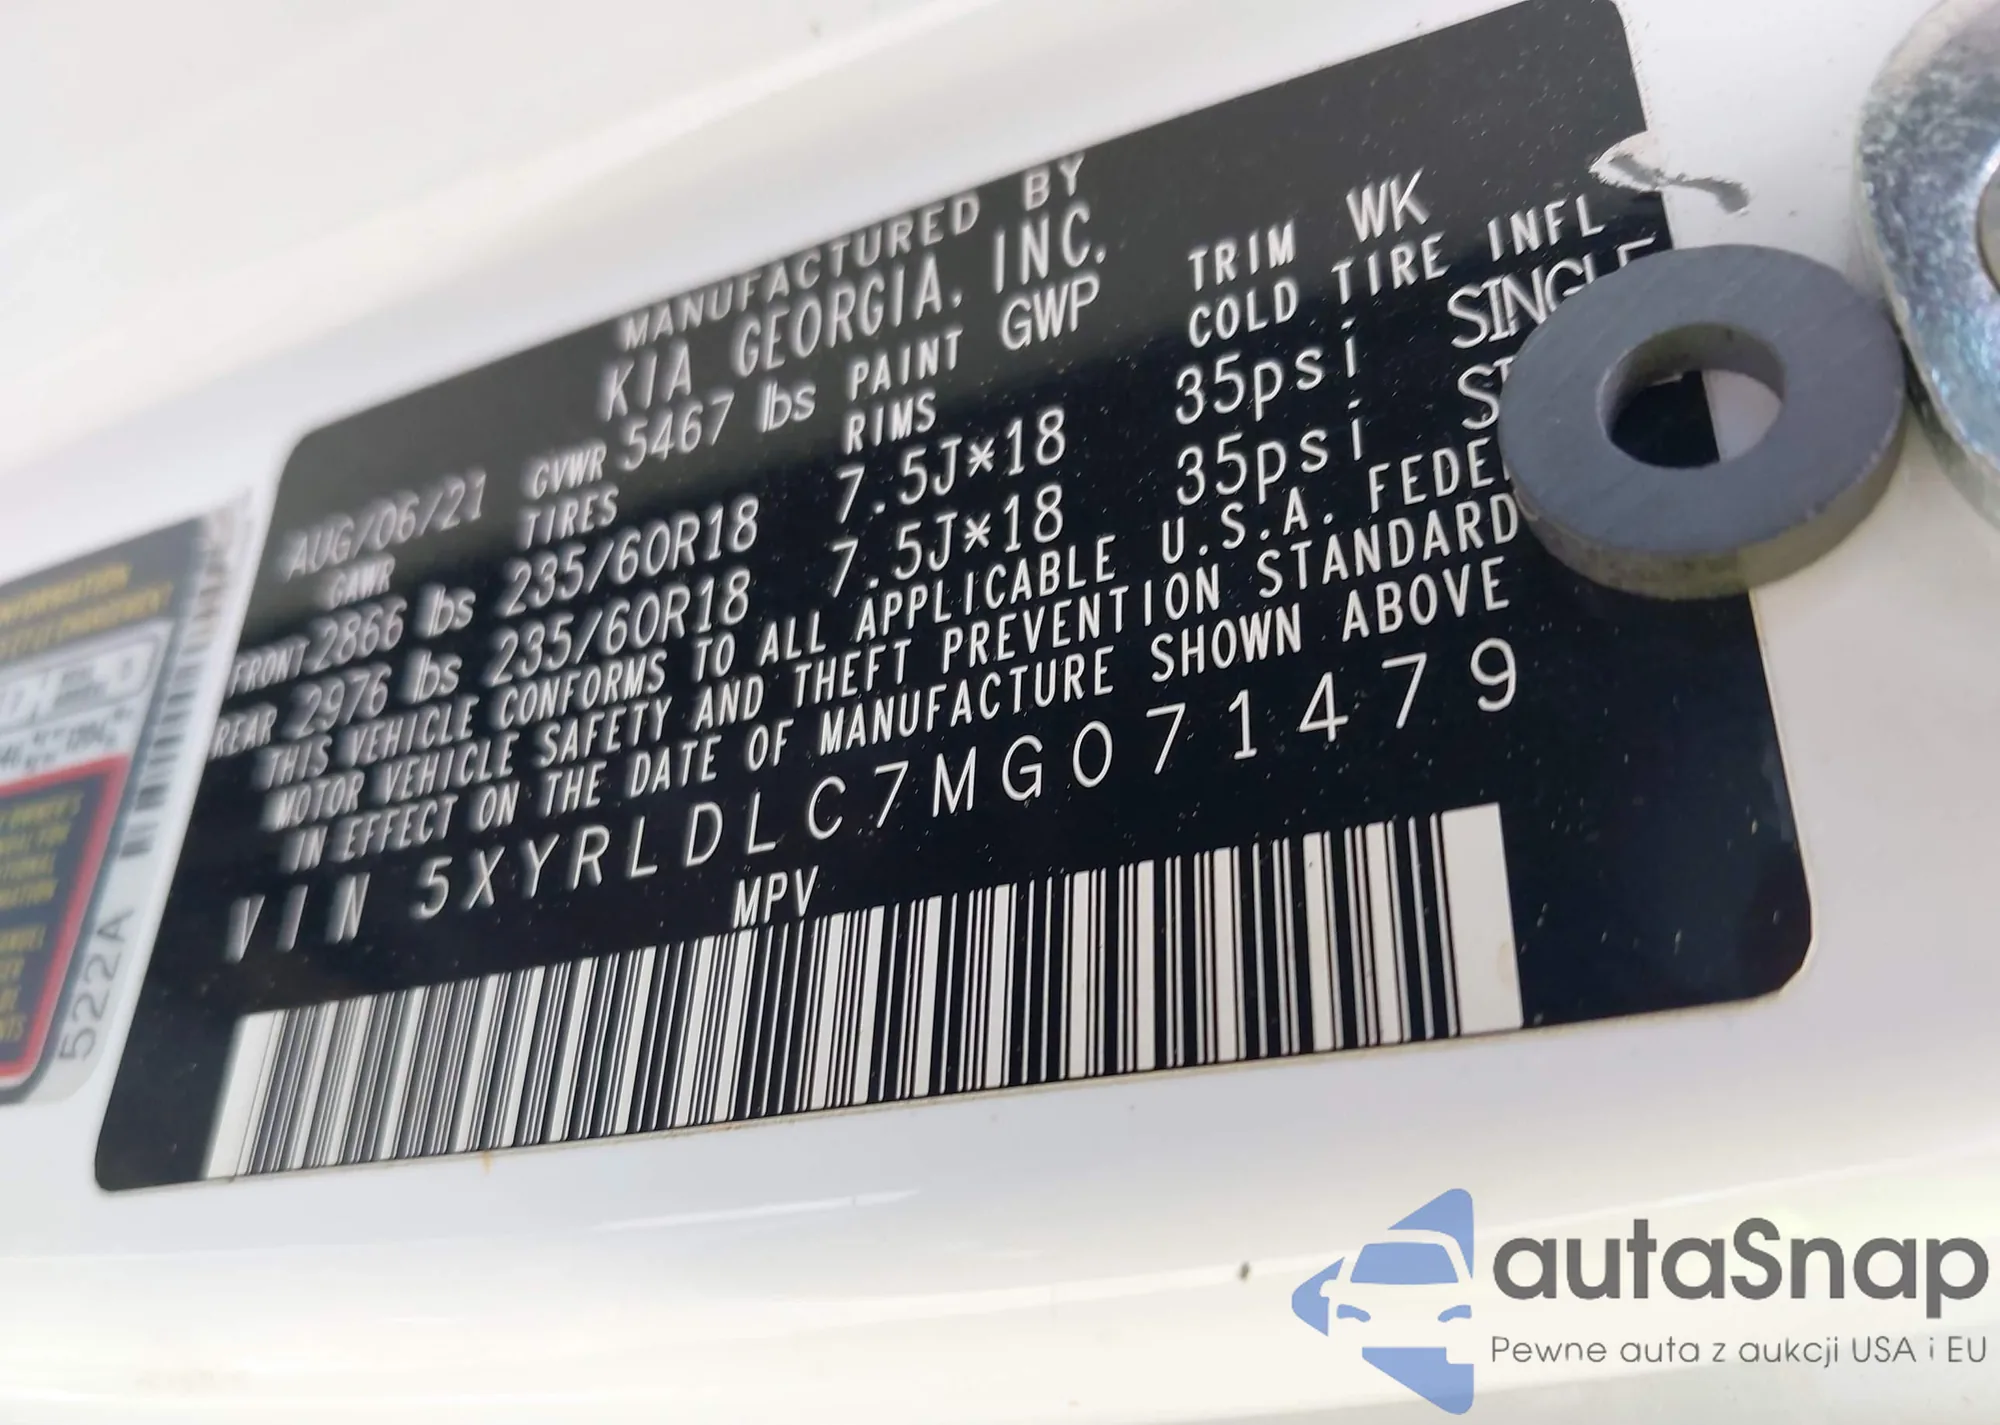 MANUFACTURED BY
KIA GEORGIA, INC.
AUG/06/21 GVWR 5467 lbs PAINT GWP TRIM WK
GAWR TIRES RIMS COLD TIRE INFL
FRONT 2866 lbs 235/60R18 7.5J*18 35psi SINGLE
REAR 2976 lbs 235/60R18 7.5J*18 35psi
THIS VEHICLE CONFORMS TO ALL APPLICABLE U.S.A.
MOTOR VEHICLE SAFETY AND THEFT PREVENTION STANDARD
IN EFFECT ON THE DATE OF MANUFACTURE SHOWN ABOVE
VIN 5XYRLDLC7MG071479
MPV
522A
autaSnap
Pewne auta z aukcji USA i EU